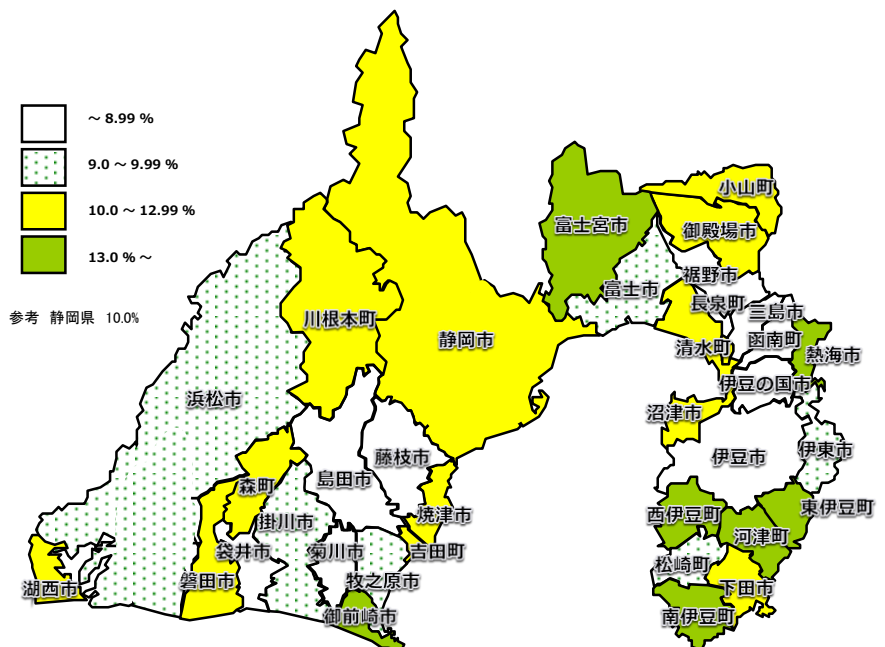 ～ 8.99 %
9.0 ～ 9.99 %
10.0 ～ 12.99 %
13.0 % ～
参考 静岡県 10.0%
小山町
富士宮市
御殿場市
裾野市
富士市
長泉町
三島市
川根本町
静岡市
函南町
清水町
熱海市
伊豆の国市
浜松市
沼津市
藤枝市
伊豆市
伊東市
島田市
森町
東伊豆町
焼津市
西伊豆町
掛川市
河津町
袋井市
菊川市
吉田町
松崎町
磐田市
牧之原市
湖西市
下田市
御前崎市
南伊豆町